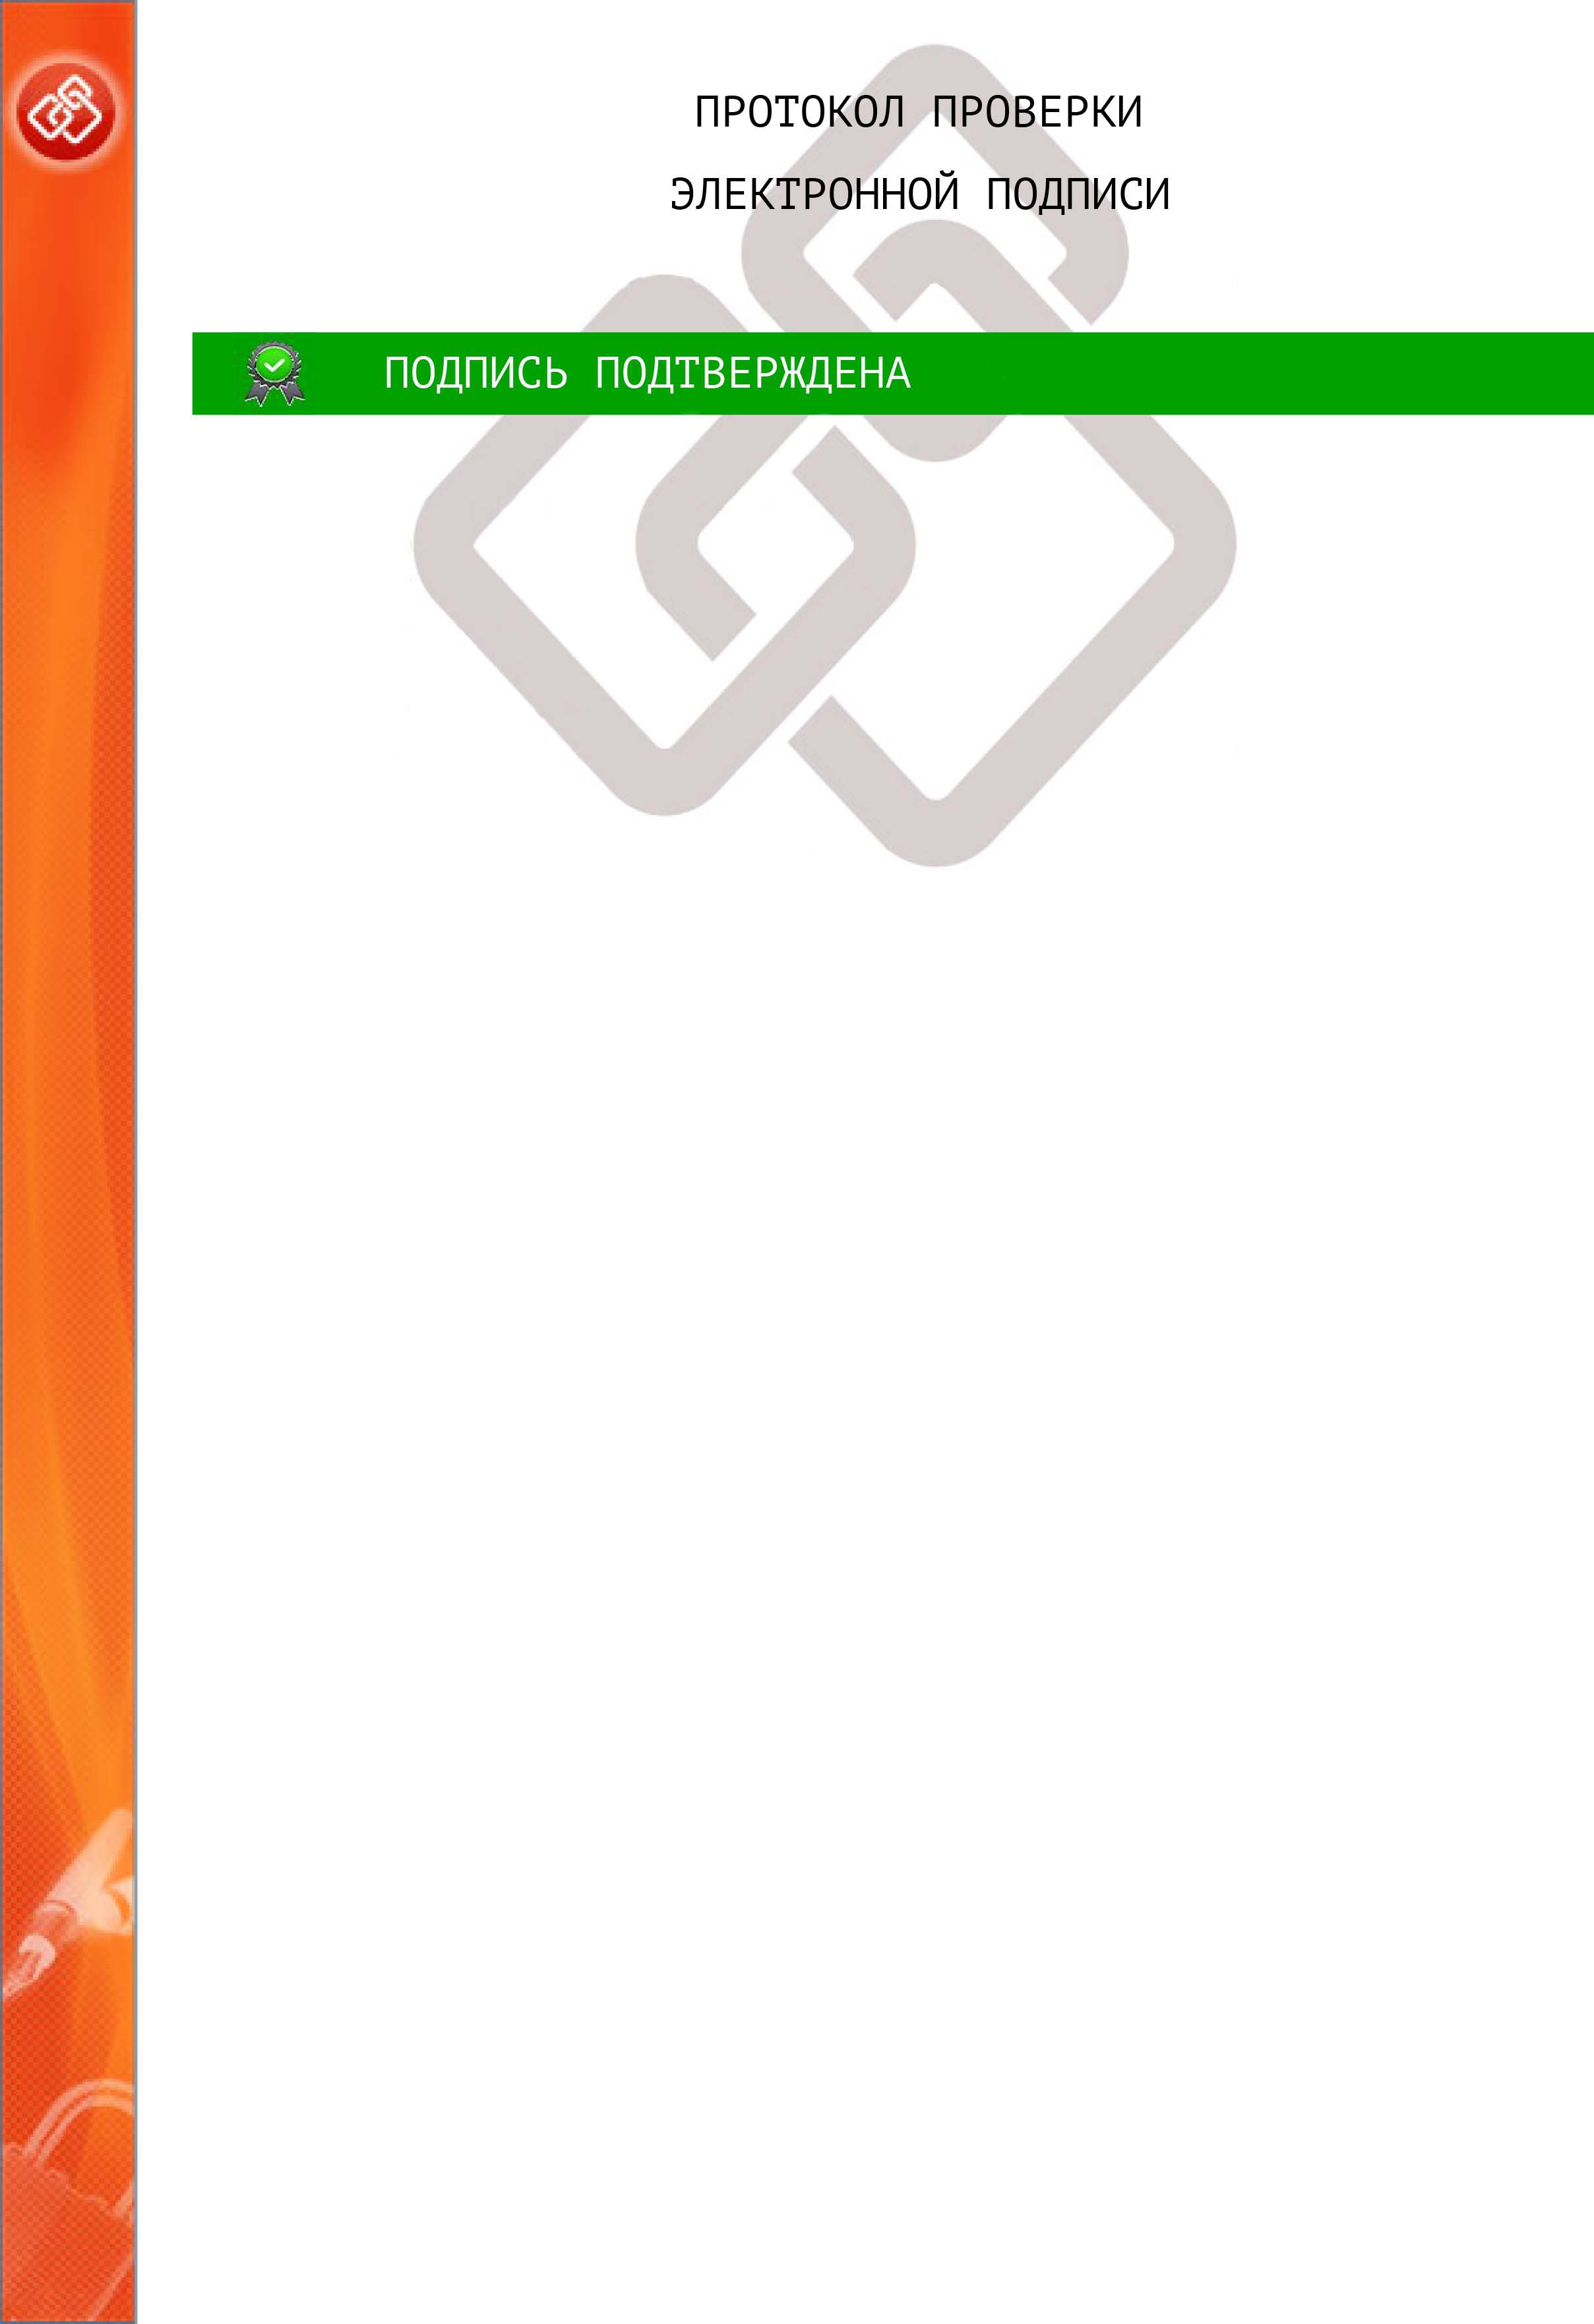 ПРОТОКОЛ ПРОВЕРКИ
ЭЛЕКТРОННОЙ ПОДПИСИ
ПОДПИСЬ ПОДТВЕРЖДЕНА